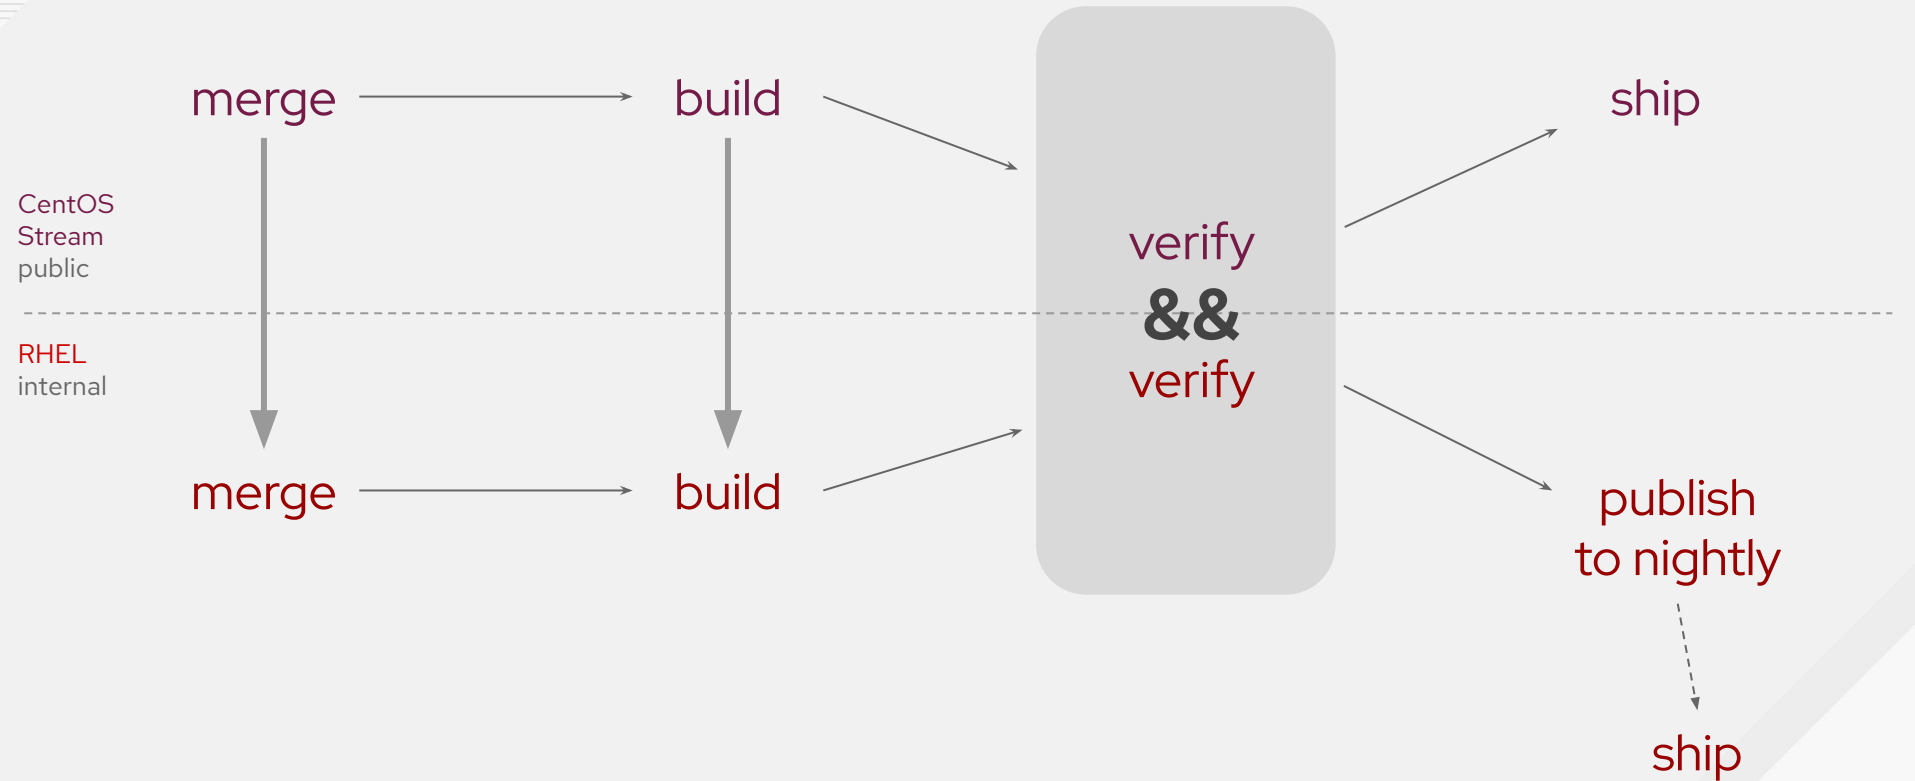 merge
build
ship
CentOS
Stream
public
verify
&&
verify
RHEL
internal
merge
build
publish
to nightly
ship